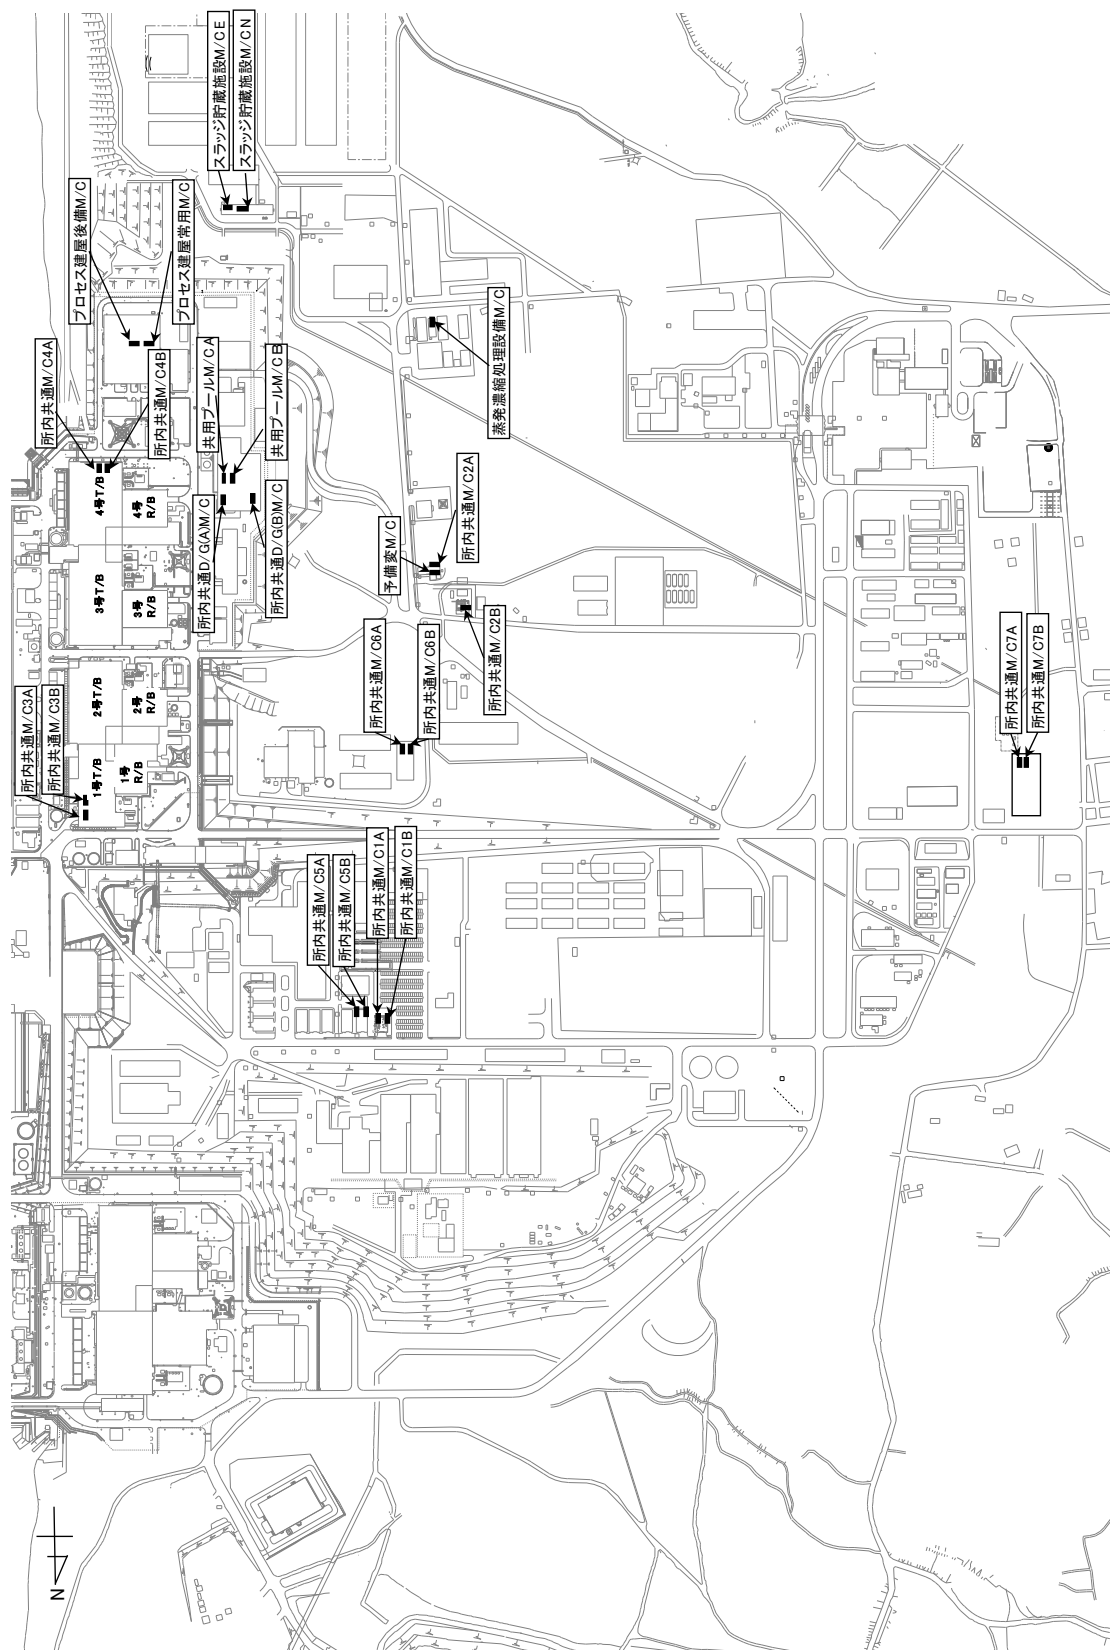 所内共通M/C3A
所内共通M/C3B
所内共通M/C4A
N
プロセス建屋後備M/C
1号T/B
2号T/B
3号T/B
4号T/B
1号
R/B
2号
R/B
3号
R/B
4号
R/B
所内共通M/C4B
プロセス建屋常用M/C
所内共通D/G(A)M/C
共用プールM/C A
スラッジ貯蔵施設M/C E
スラッジ貯蔵施設M/C N
所内共通D/G(B)M/C
共用プールM/C B
所内共通M/C5A
所内共通M/C5B
所内共通M/C1A
所内共通M/C1B
所内共通M/C6A
所内共通M/C6B
予備変M/C
所内共通M/C2A
所内共通M/C2B
蒸発濃縮処理設備M/C
所内共通M/C7A
所内共通M/C7B